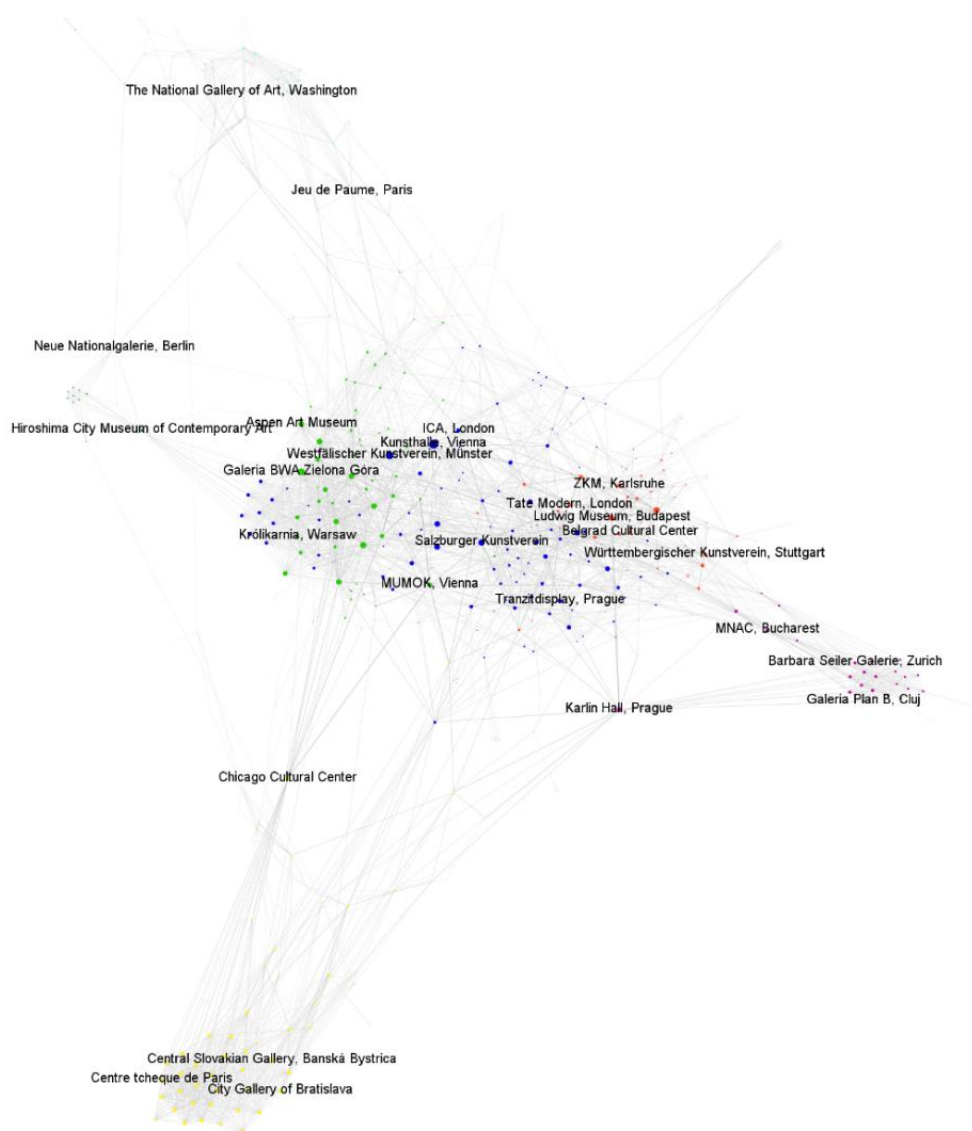 The National Gallery of Art, Washington
Jeu de Paume, Paris
Neue Nationalgalerie, Berlin
Aspen Art Museum
Hiroshima City Museum of Contemporary Art
ICA, London
Kunsthalle, Vienna
Westfälischer Kunstverein, Münster
Galeria BWA Zielona Góra
ZKM, Karlsruhe
Tate Modern, London
Ludwig Museum, Budapest
Belgrad Cultural Center
Królikarnia, Warsaw
Salzburger Kunstverein
Württembergischer Kunstverein, Stuttgart
MUMOK, Vienna
Tranzitdisplay, Prague
MNAC, Bucharest
Barbara Seiler Galerie, Zurich
Galeria Plan B, Cluj
Karlin Hall, Prague
Chicago Cultural Center
Central Slovakian Gallery, Banská Bystrica
Centre tcheque de Paris
City Gallery of Bratislava